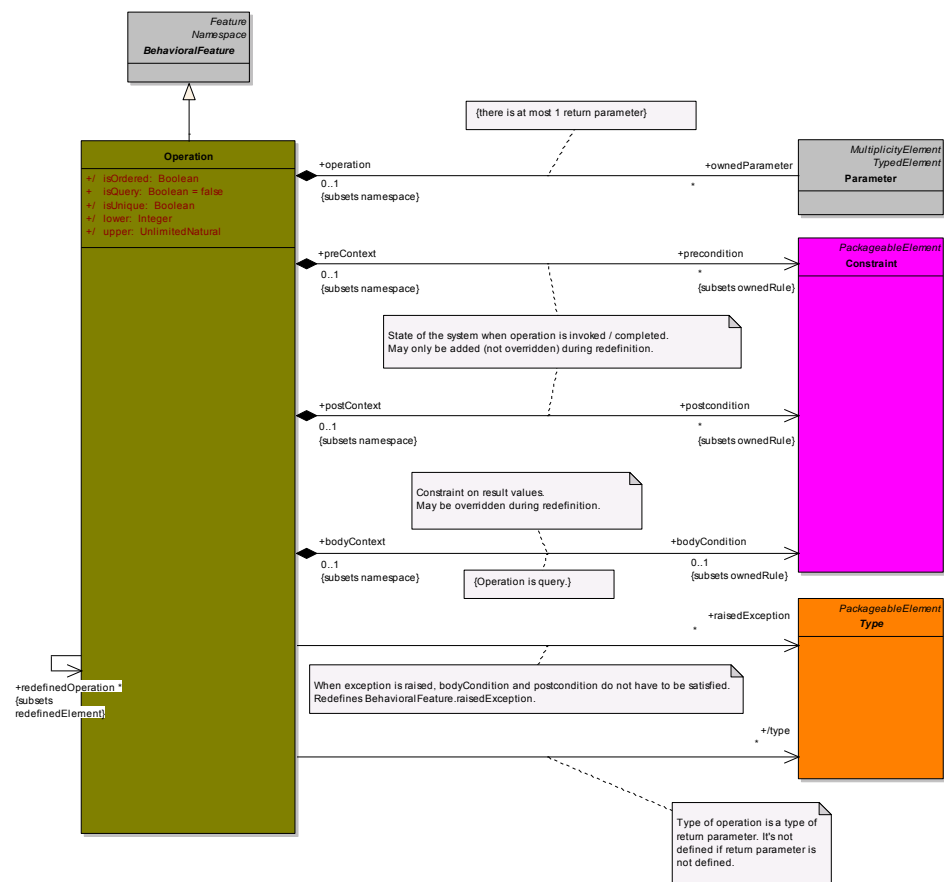 Feature
Namespace
BehavioralFeature
{there is at most 1 return parameter}
Operation
+/ isOrdered: Boolean
+ isQuery: Boolean = false
+/ isUnique: Boolean
+/ lower: Integer
+/ upper: UnlimitedNatural
+operation
0..1
{subsets namespace}
+ownedParameter
*
MultiplicityElement
TypedElement
Parameter
+preContext
0..1
{subsets namespace}
+precondition
*
{subsets ownedRule}
PackageableElement
Constraint
State of the system when operation is invoked / completed.
May only be added (not overridden) during redefinition.
+postContext
0..1
{subsets namespace}
+postcondition
*
{subsets ownedRule}
Constraint on result values.
May be overridden during redefinition.
+bodyContext
0..1
{subsets namespace}
+bodyCondition
0..1
{subsets ownedRule}
{Operation is query.}
PackageableElement
Type
+raisedException
*
+redefinedOperation *
{subsets
redefinedElement}
When exception is raised, bodyCondition and postcondition do not have to be satisfied.
Redefines BehavioralFeature.raisedException.
+/type
*
Type of operation is a type of
return parameter. It's not
defined if return parameter is
not defined.